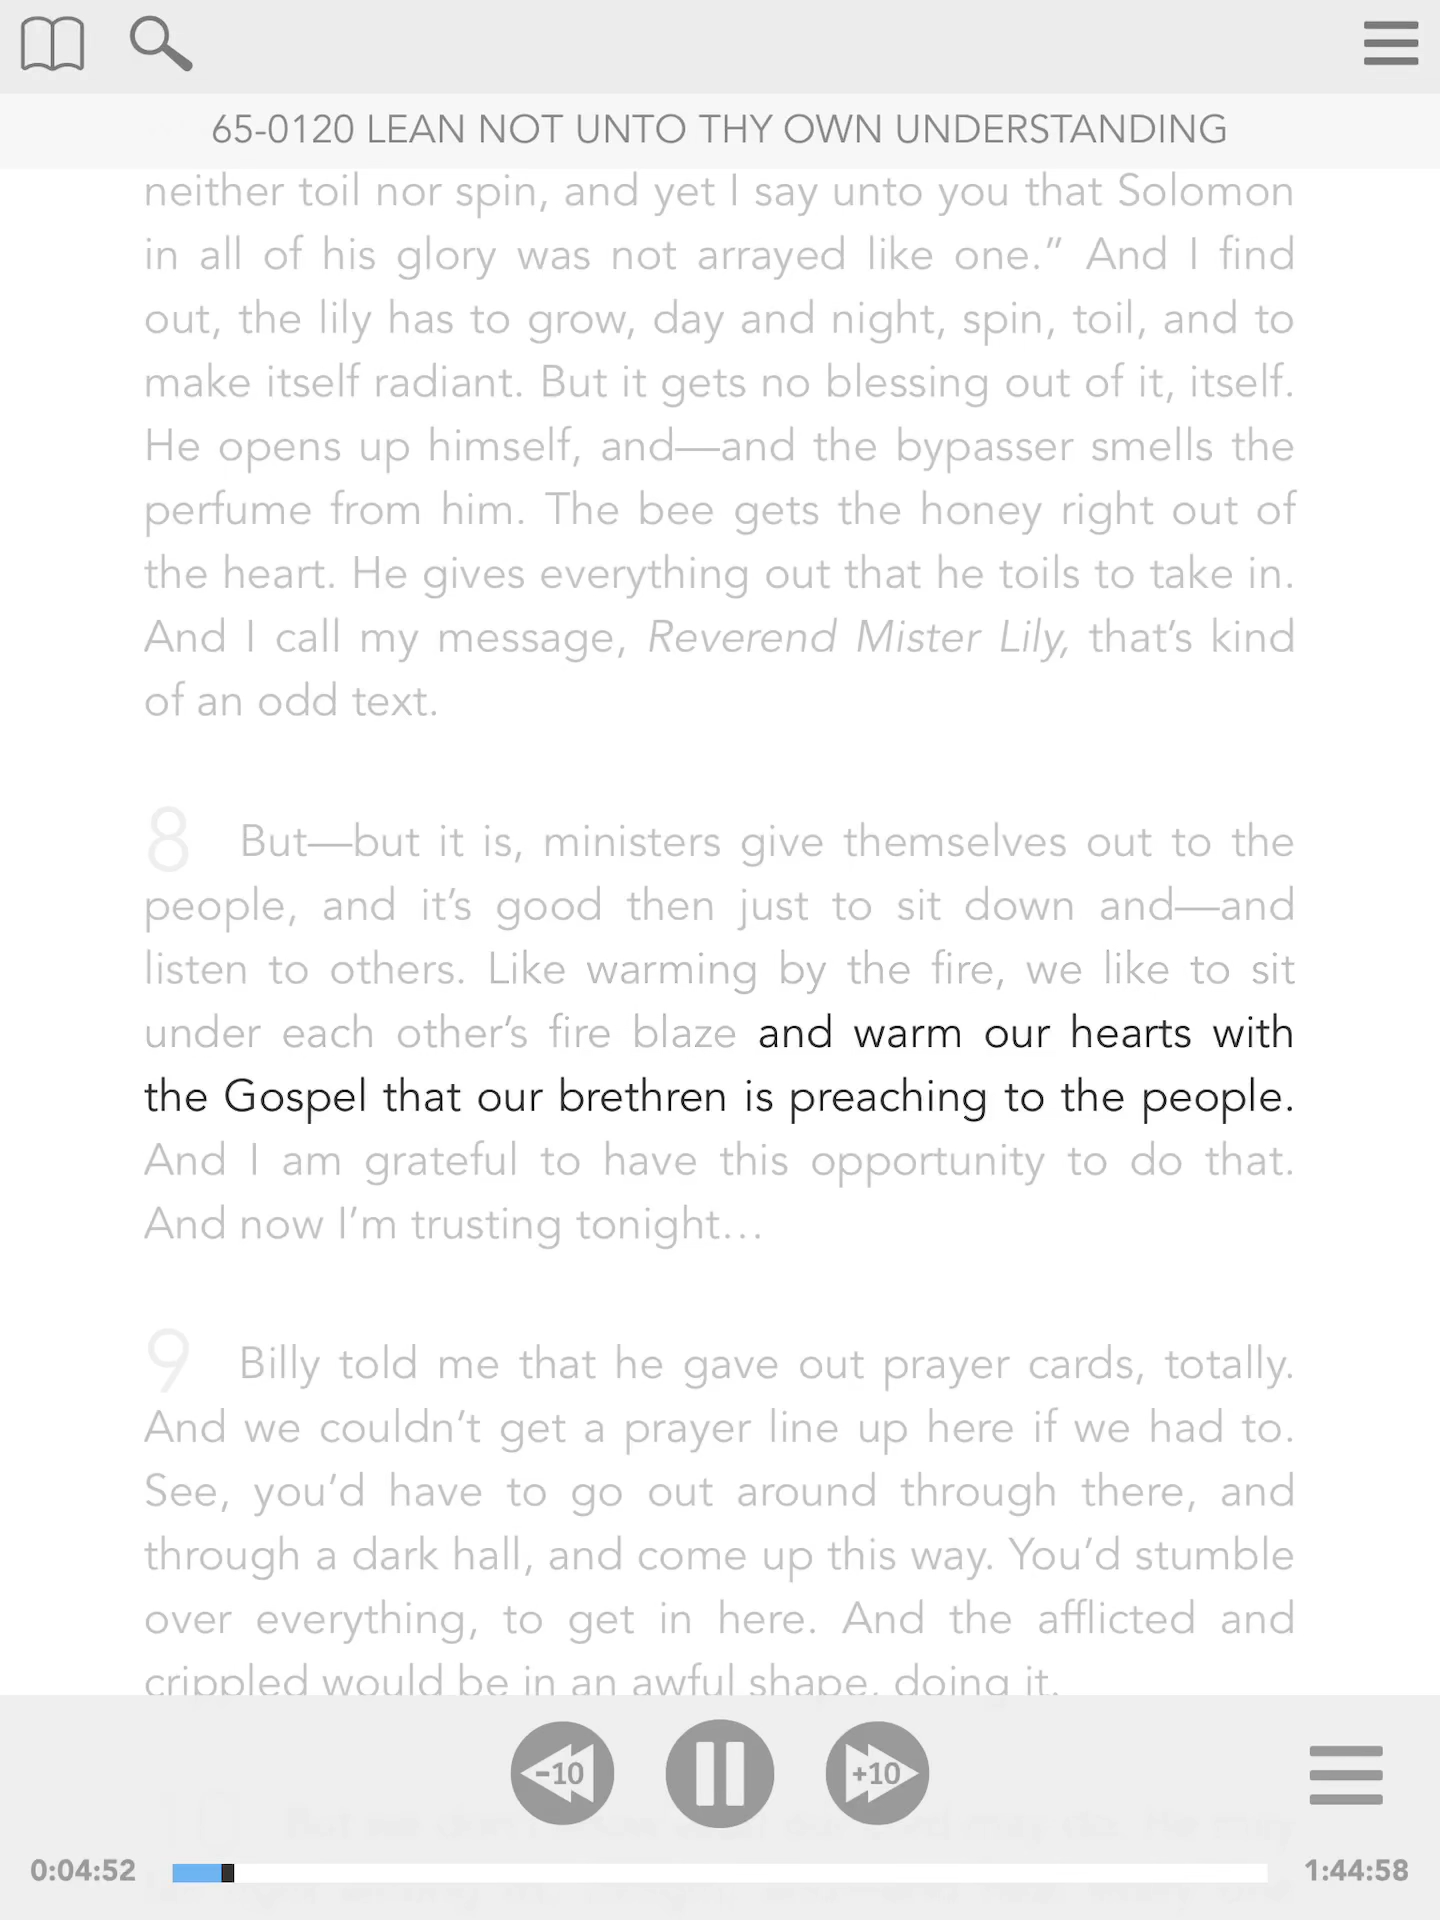 65-0120 LEAN NOT UNTO THY OWN UNDERSTANDING
neither toil nor spin, and yet I say unto you that Solomon
in all of his glory was not arrayed like one.” And I find
out, the lily has to grow, day and night, spin, toil, and to
make itself radiant. But it gets no blessing out of it, itself.
He opens up himself, and—and the bypasser smells the
perfume from him. The bee gets the honey right out of
the heart. He gives everything out that he toils to take in.
And I call my message, Reverend Mister Lily, that’s kind
of an odd text.
8 But—but it is, ministers give themselves out to the
people, and it’s good then just to sit down and—and
listen to others. Like warming by the fire, we like to sit
under each other’s fire blaze and warm our hearts with
the Gospel that our brethren is preaching to the people.
And I am grateful to have this opportunity to do that.
And now I’m trusting tonight…
9 Billy told me that he gave out prayer cards, totally.
And we couldn’t get a prayer line up here if we had to.
See, you’d have to go out around through there, and
through a dark hall, and come up this way. You’d stumble
over everything, to get in here. And the afflicted and
crippled would be in an awful shape, doing it.
-10 +10
0:04:52 1:44:58